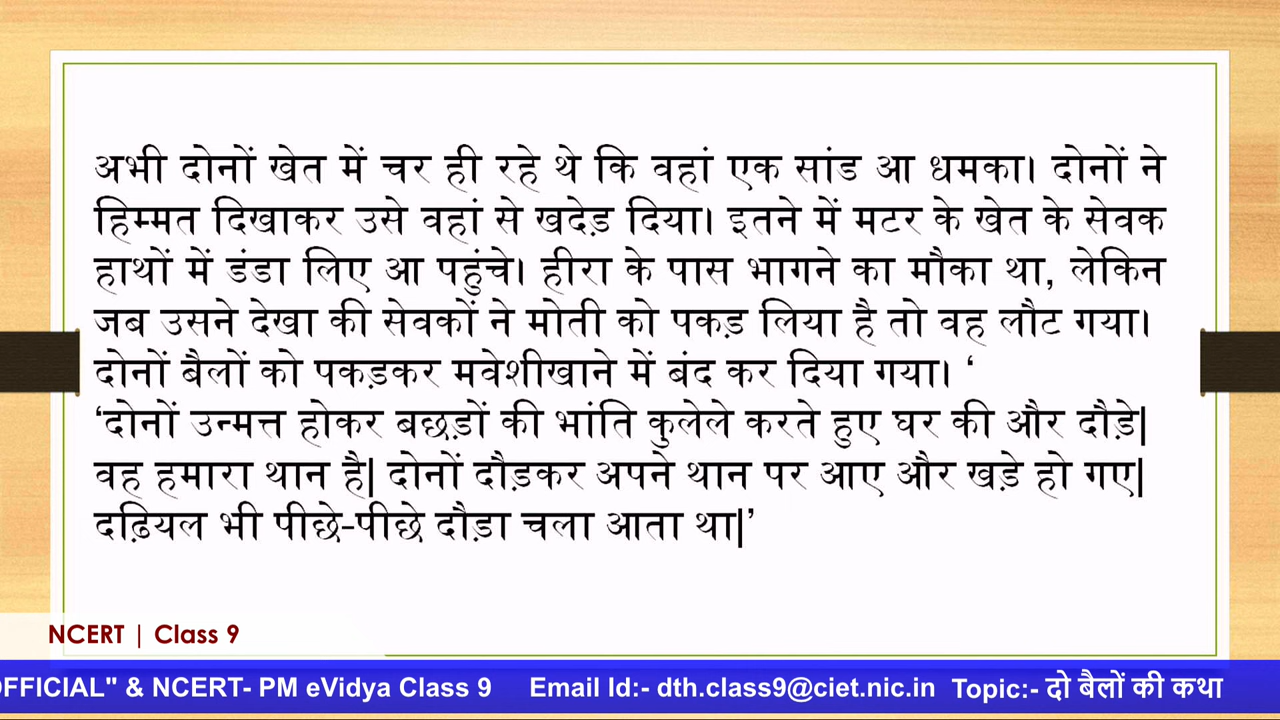 अभी दोनों खेत में चर ही रहे थे कि वहां एक सांड आ धमका। दोनों ने
हिम्मत दिखाकर उसे वहां से खदेड़ दिया। इतने में मटर के खेत के सेवक
हाथों में डंडा लिए आ पहुंचे। हीरा के पास भागने का मौका था, लेकिन
जब उसने देखा की सेवकों ने मोती को पकड़ लिया है तो वह लौट गया।
दोनों बैलों को पकड़कर मवेशीखाने में बंद कर दिया गया। ‘
‘दोनों उन्मत्त होकर बछड़ों की भांति कुलेले करते हुए घर की और दौड़े|
वह हमारा थान है| दोनों दौड़कर अपने थान पर आए और खड़े हो गए|
दढ़ियल भी पीछे-पीछे दौड़ा चला आता था|’
NCERT | Class 9
OFFICIAL" & NCERT- PM eVidya Class 9 Email Id:- dth.class9@ciet.nic.in Topic:- दो बैलों की कथा